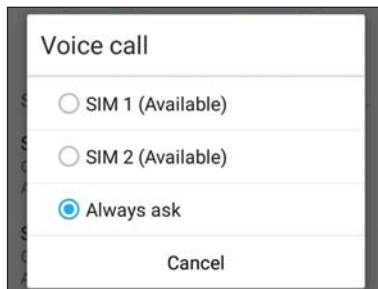 Voice call
SIM 1 (Available)
SIM 2 (Available)
Always ask
Cancel